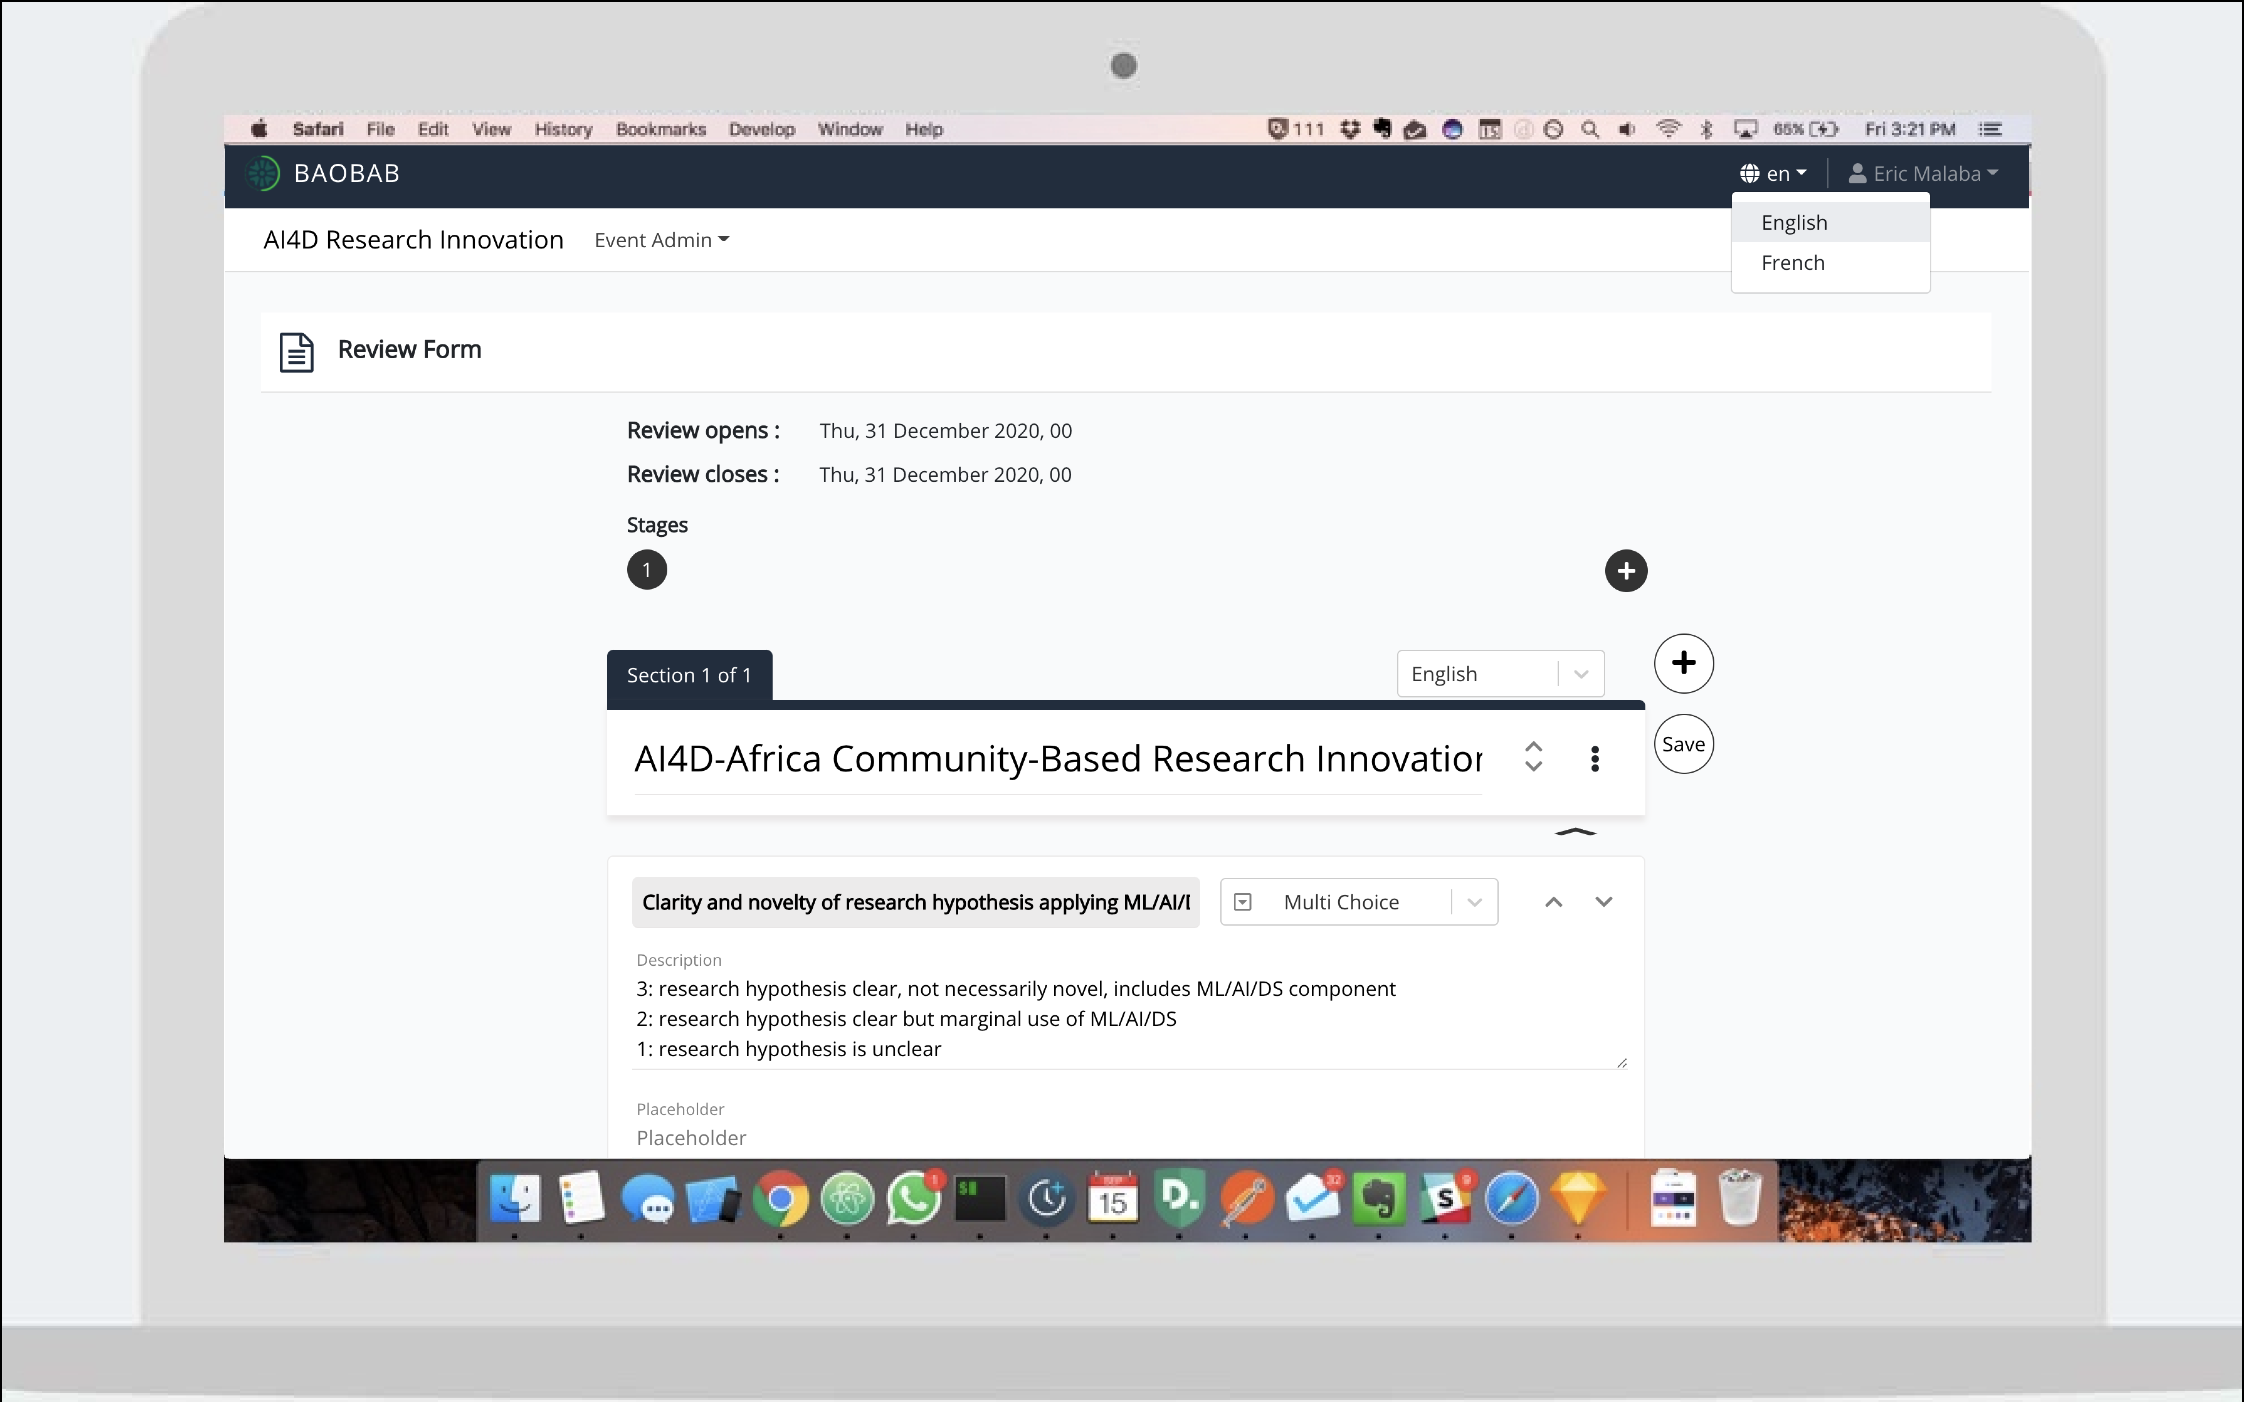 Safari File Edit View History Bookmarks Develop Window Help 111 65% Fri 3:21 PM
BAOBAB en Eric Malaba
English
French
AI4D Research Innovation Event Admin
Review Form
Review opens : Thu, 31 December 2020, 00
Review closes : Thu, 31 December 2020, 00
Stages
1
Section 1 of 1 English
AI4D-Africa Community-Based Research Innovation
Save
Clarity and novelty of research hypothesis applying ML/AI/D Multi Choice
Description
3: research hypothesis clear, not necessarily novel, includes ML/AI/DS component
2: research hypothesis clear but marginal use of ML/AI/DS
1: research hypothesis is unclear
Placeholder
Placeholder
$ 1 SEP 15 D. 32 S 9